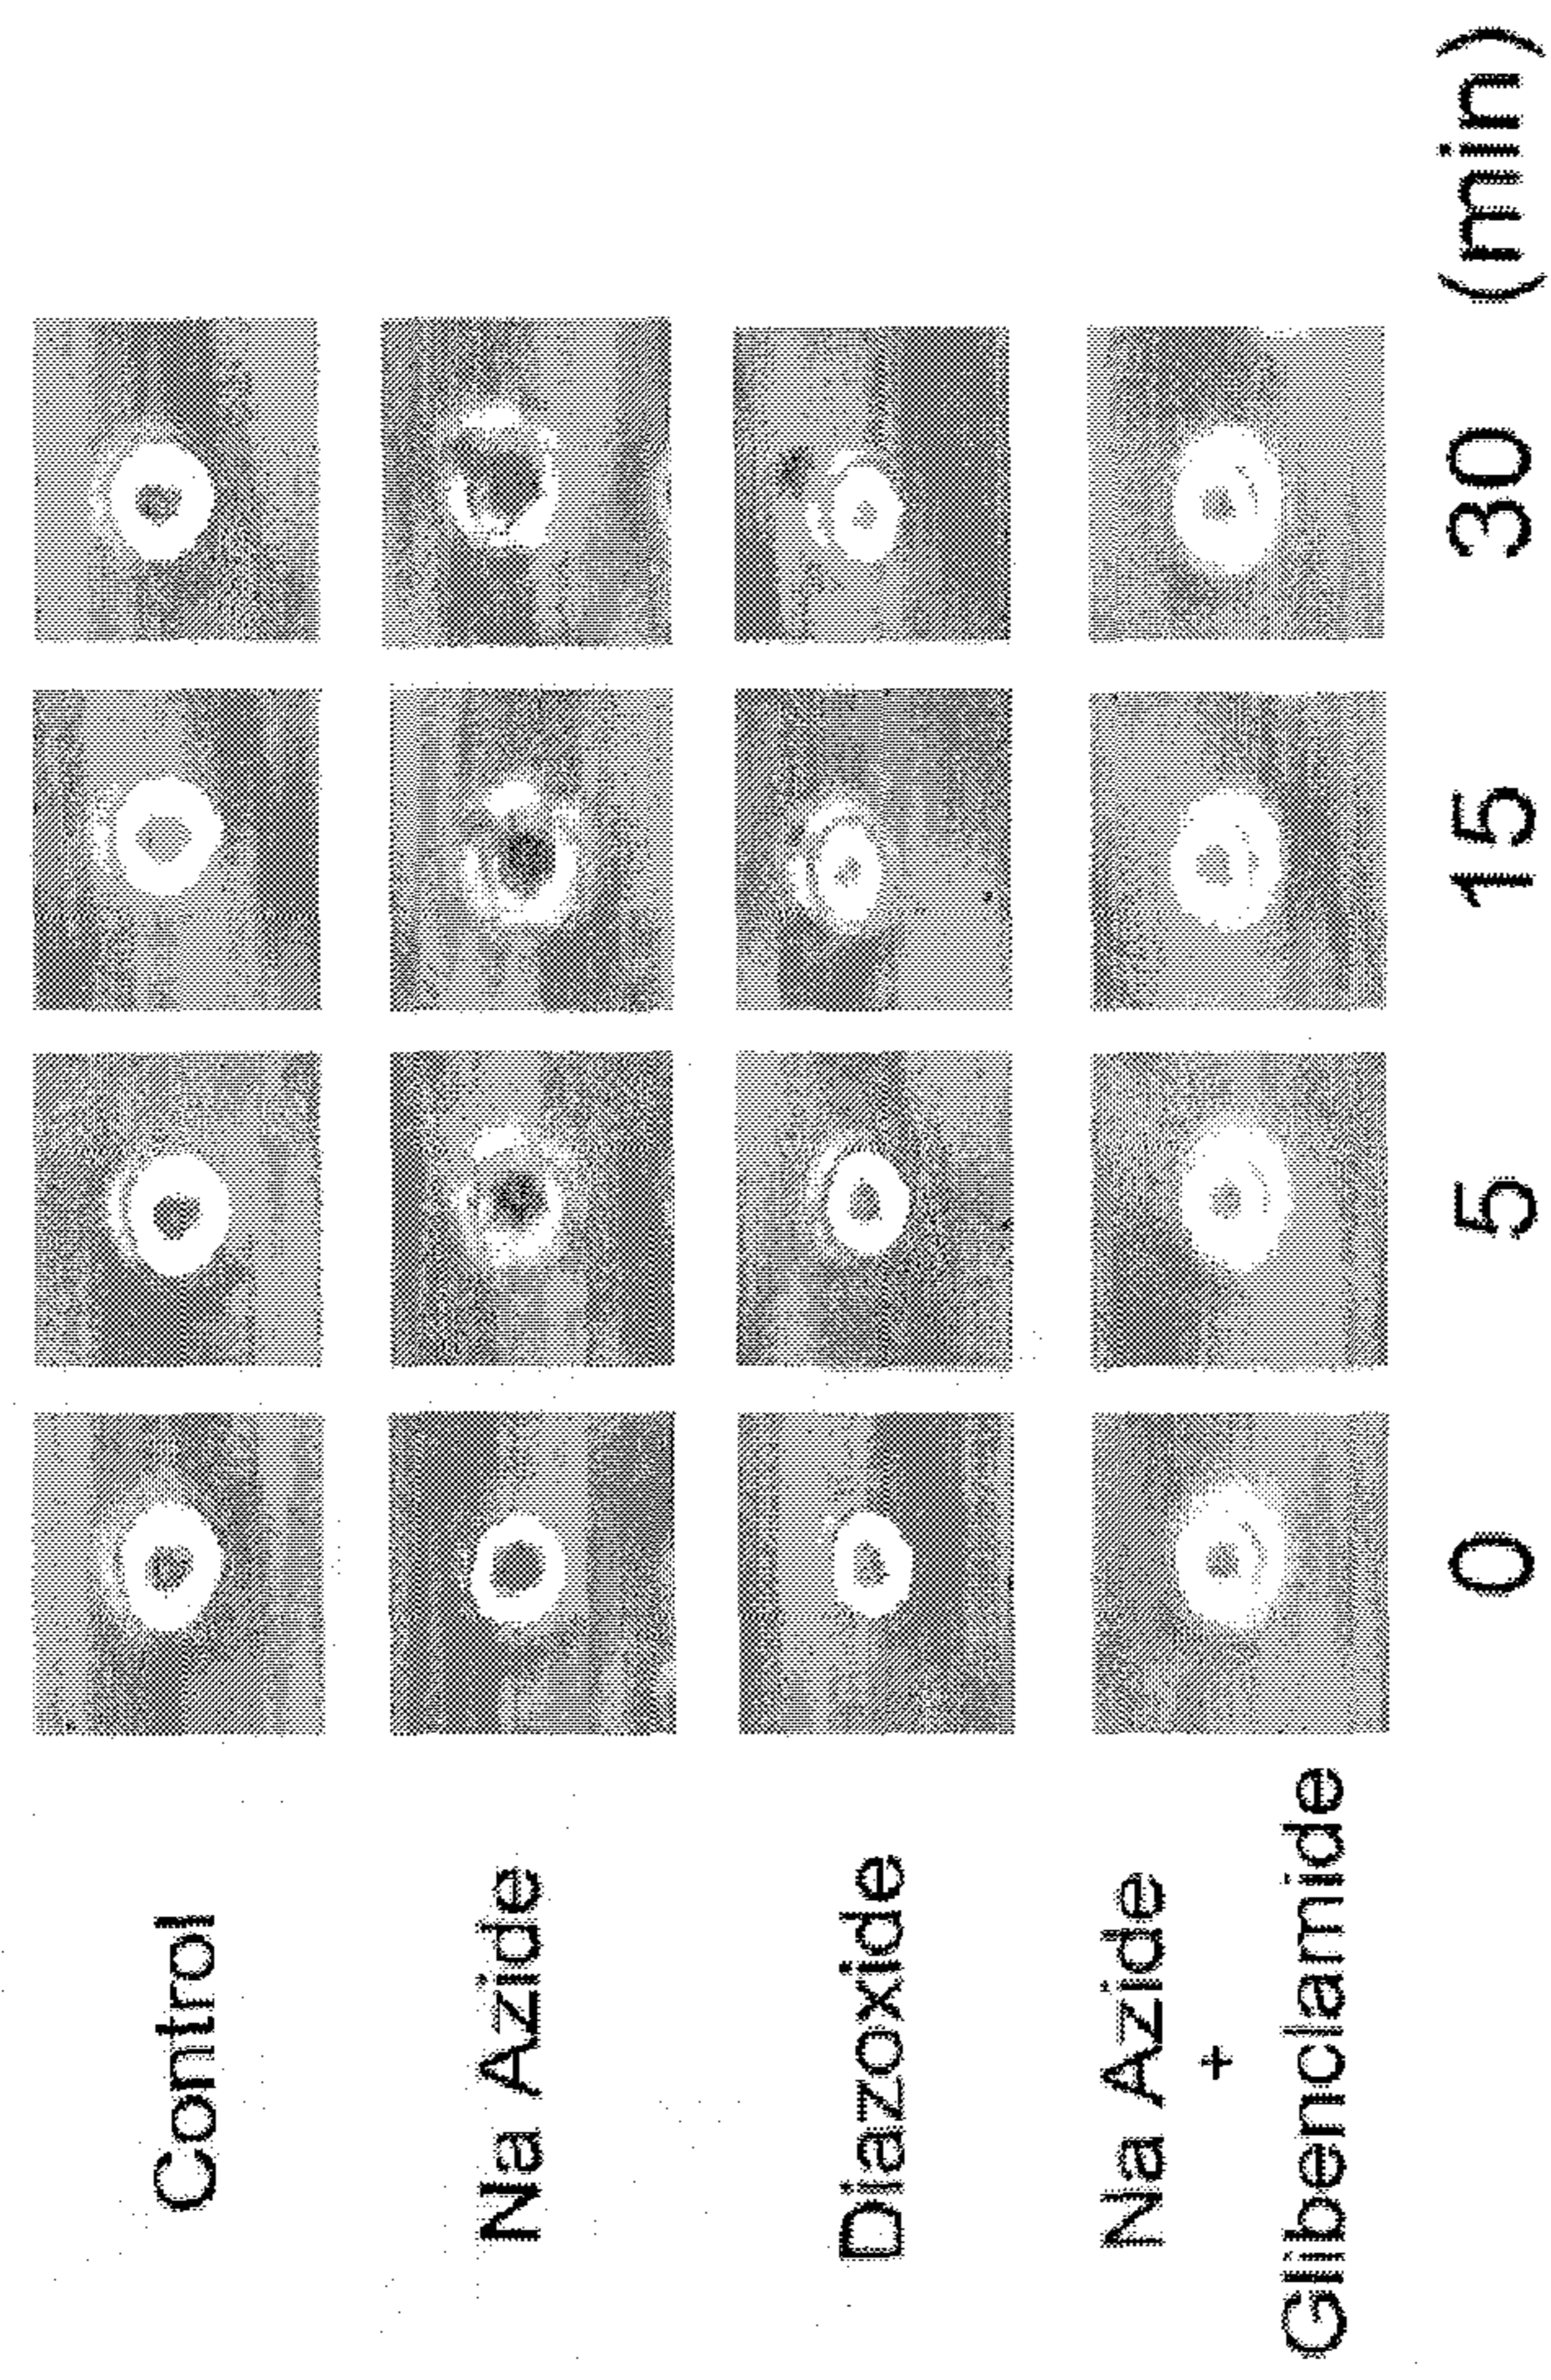 Control
Na Azide
Diazoxide
Na Azide
+
Glibenclamide
0 5 15 30 (min)